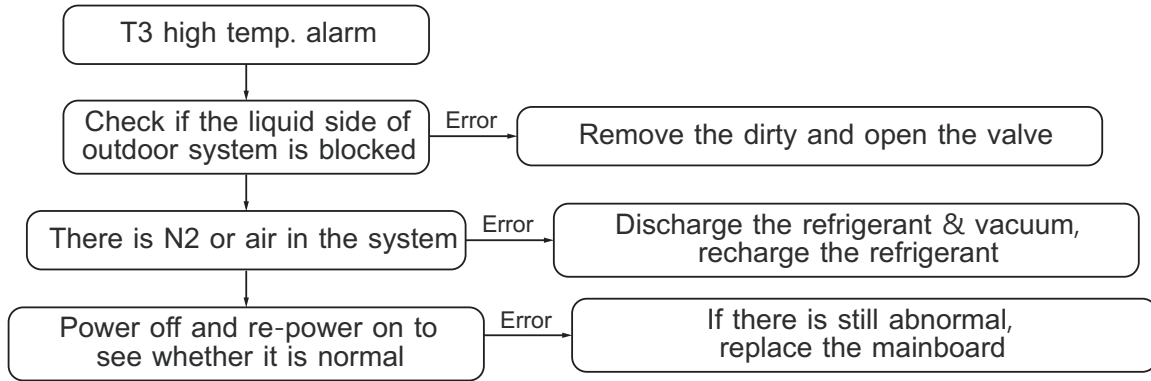 T3 high temp. alarm
Check if the liquid side of
outdoor system is blocked
Error
Remove the dirty and open the valve
There is N2 or air in the system
Error
Discharge the refrigerant & vacuum,
recharge the refrigerant
Power off and re-power on to
see whether it is normal
Error
If there is still abnormal,
replace the mainboard